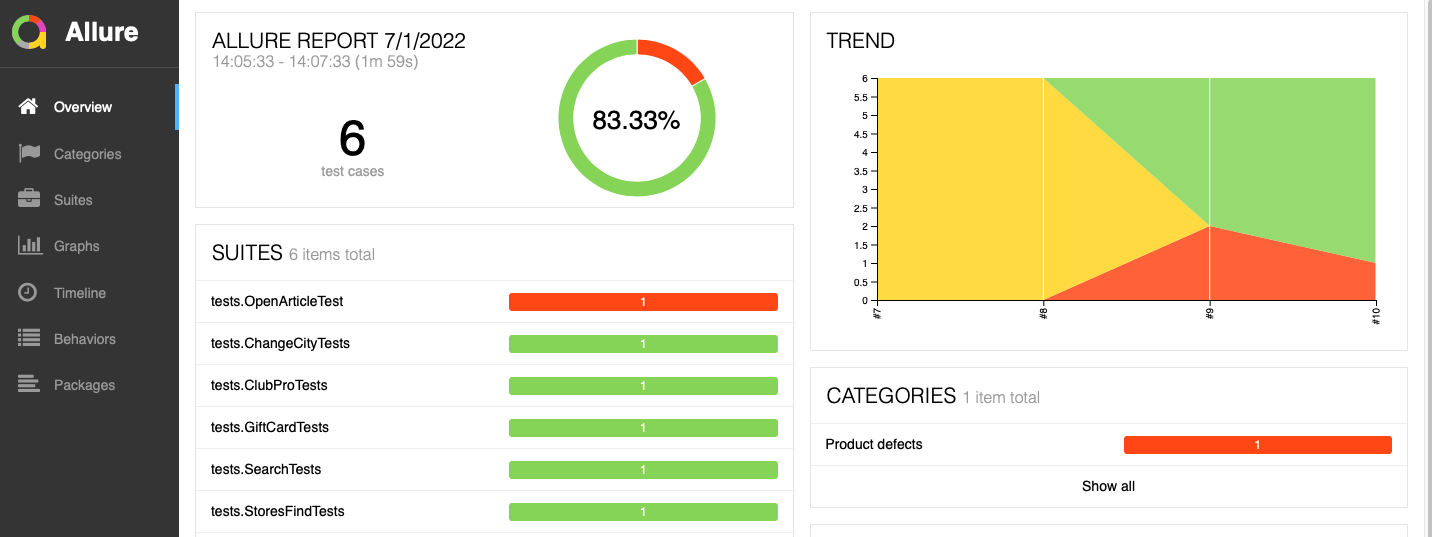 Allure
Overview
Categories
Suites
Graphs
Timeline
Behaviors
Packages
ALLURE REPORT 7/1/2022
14:05:33 - 14:07:33 (1m 59s)
6
test cases
83.33%
SUITES 6 items total
tests.OpenArticleTest 1
tests.ChangeCityTests 1
tests.ClubProTests 1
tests.GiftCardTests 1
tests.SearchTests 1
tests.StoresFindTests 1
TREND
6
5.5
5
4.5
4
3.5
3
2.5
2
1.5
1
0.5
0
#7 #8 #9 #10
CATEGORIES 1 item total
Product defects 1
Show all